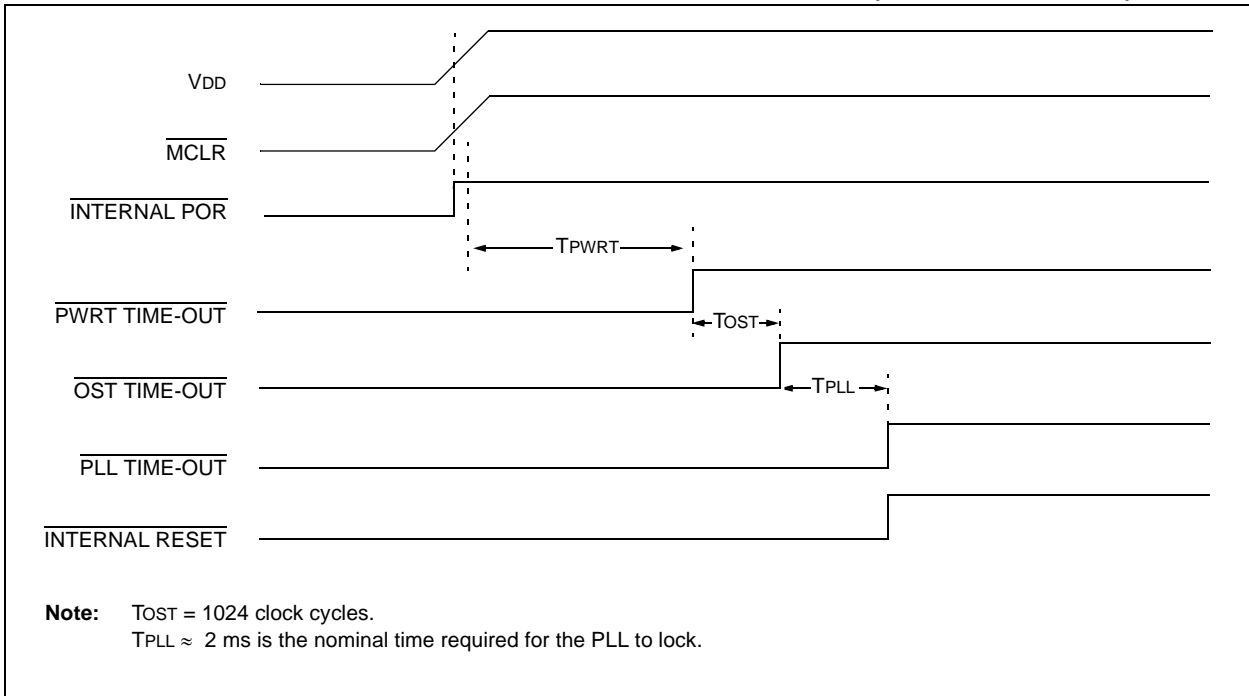 VDD
MCLR
INTERNAL POR
TPWRT
PWRT TIME-OUT
TOST
OST TIME-OUT
TPLL
PLL TIME-OUT
INTERNAL RESET
Note: TOST = 1024 clock cycles.
TPLL ≈ 2 ms is the nominal time required for the PLL to lock.